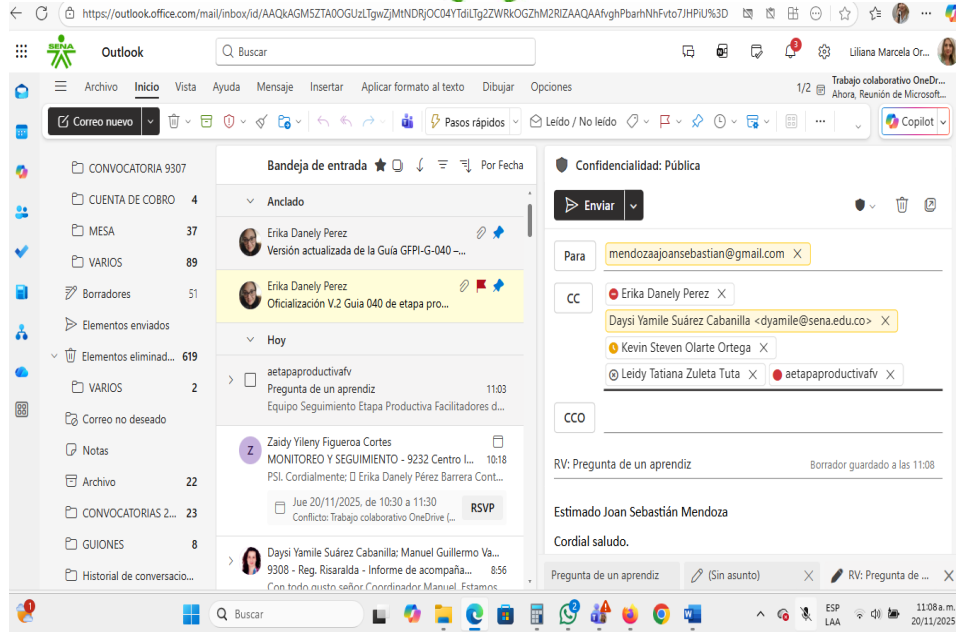 https://outlook.office.com/mail/inbox/id/AAQkAGM5ZTA0OGUzLTgwZjMtNDRjOC04YTdiLTg2ZWRkOGZhM2RlZAAQAAfvghPbarhNhFvto7JHPiU%3D
SENA
Outlook
Buscar
3
Liliana Marcela Or...
Archivo Inicio Vista Ayuda Mensaje Insertar Aplicar formato al texto Dibujar Opciones
1/2
Trabajo colaborativo OneDr...
Ahora, Reunión de Microsoft...
Correo nuevo
Pasos rápidos
Leído / No leído
...
Copilot
CONVOCATORIA 9307
CUENTA DE COBRO 4
MESA 37
VARIOS 89
Borradores 51
Elementos enviados
Elementos eliminad... 619
VARIOS 2
Correo no deseado
Notas
Archivo 22
CONVOCATORIAS 2... 23
GUIONES 8
Historial de conversacio...
Bandeja de entrada
Por Fecha
Anclado
Erika Danely Perez
Versión actualizada de la Guía GFPI-G-040 –...
Erika Danely Perez
Oficialización V.2 Guia 040 de etapa pro...
Hoy
aetapaproductivafv
Pregunta de un aprendiz 11:03
Equipo Seguimiento Etapa Productiva Facilitadores d...
Z
Zaidy Yileny Figueroa Cortes
MONITOREO Y SEGUIMIENTO - 9232 Centro I... 10:18
PSI. Cordialmente; Erika Danely Pérez Barrera Cont...
Jue 20/11/2025, de 10:30 a 11:30
Conflicto: Trabajo colaborativo OneDrive (...
RSVP
Daysi Yamile Suárez Cabanilla; Manuel Guillermo Va...
9308 - Reg. Risaralda - Informe de acompaña... 8:56
Con todo gusto señor Coordinador Manuel. Estamos
Confidencialidad: Pública
Enviar
Para
mendozaajoansebastian@gmail.com
CC
Erika Danely Perez
Daysi Yamile Suárez Cabanilla <dyamile@sena.edu.co>
Kevin Steven Olarte Ortega
Leidy Tatiana Zuleta Tuta
aetapaproductivafv
CCO
RV: Pregunta de un aprendiz
Borrador guardado a las 11:08
Estimado Joan Sebastián Mendoza
Cordial saludo.
Pregunta de un aprendiz
(Sin asunto)
RV: Pregunta de ...
Buscar
2
ESP
LAA
11:08 a. m.
20/11/2025